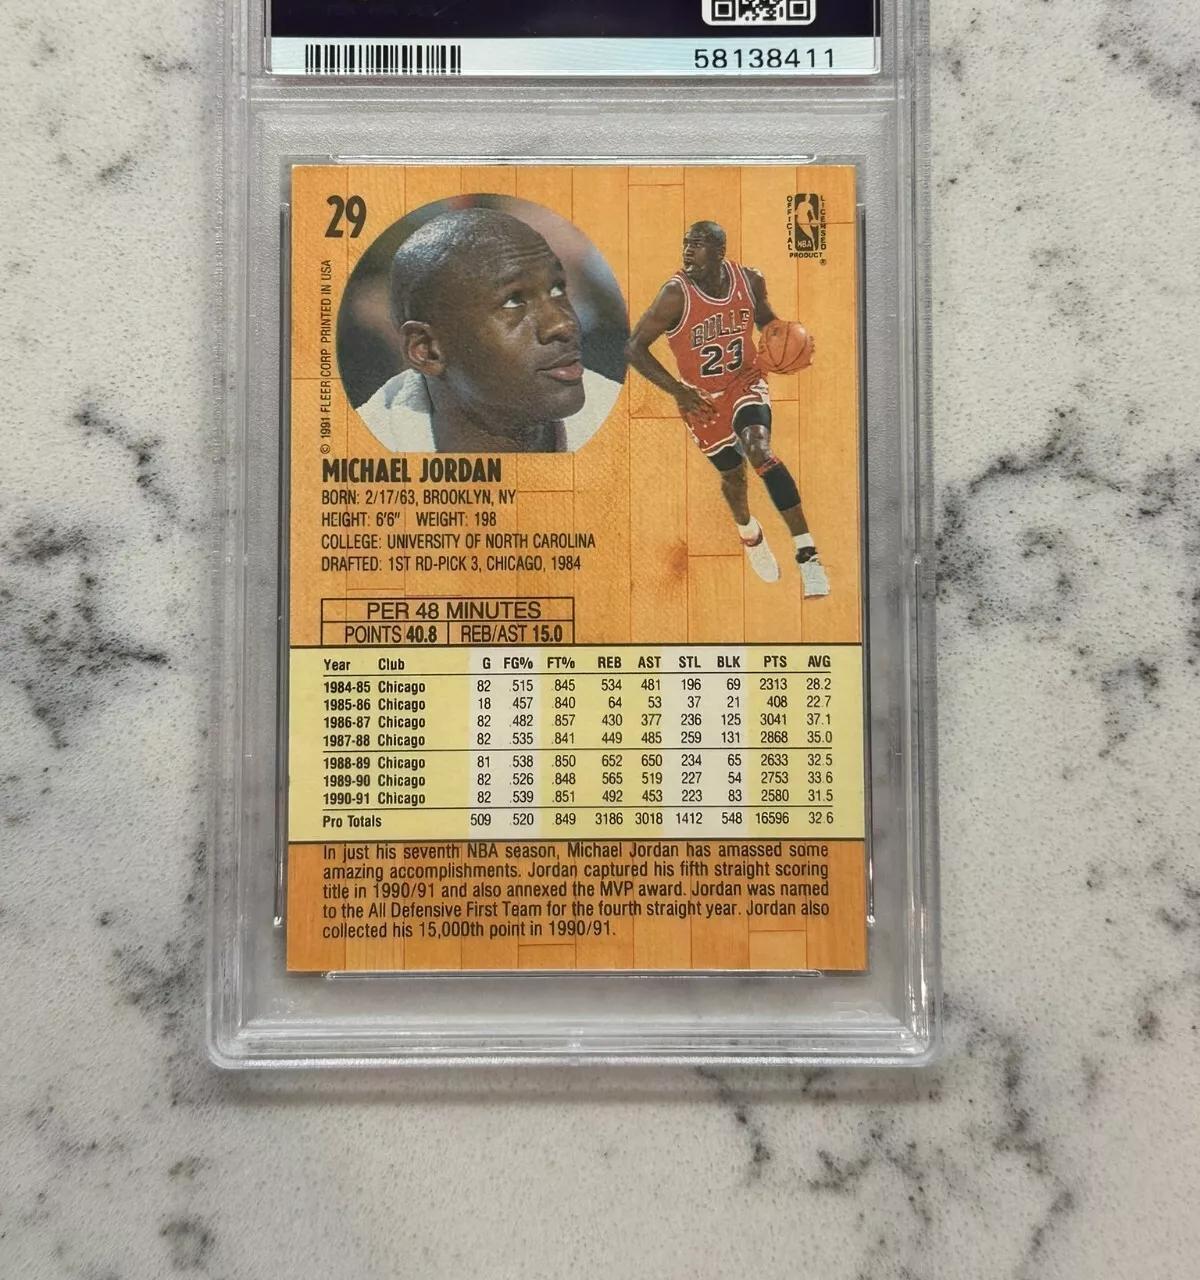 58138411
29
OFFICIAL LICENSED
NBA
PRODUCT ®
© 1991 FLEER CORP PRINTED IN USA
BULLS
23
MICHAEL JORDAN
BORN: 2/17/63, BROOKLYN, NY
HEIGHT: 6'6" WEIGHT: 198
COLLEGE: UNIVERSITY OF NORTH CAROLINA
DRAFTED: 1ST RD-PICK 3, CHICAGO, 1984
PER 48 MINUTES
POINTS 40.8 REB/AST 15.0
Year Club G FG% FT% REB AST STL BLK PTS AVG
1984-85 Chicago 82 .515 .845 534 481 196 69 2313 28.2
1985-86 Chicago 18 .457 .840 64 53 37 21 408 22.7
1986-87 Chicago 82 .482 .857 430 377 236 125 3041 37.1
1987-88 Chicago 82 .535 .841 449 485 259 131 2868 35.0
1988-89 Chicago 81 .538 .850 652 650 234 65 2633 32.5
1989-90 Chicago 82 .526 .848 565 519 227 54 2753 33.6
1990-91 Chicago 82 .539 .851 492 453 223 83 2580 31.5
Pro Totals 509 .520 .849 3186 3018 1412 548 16596 32.6
In just his seventh NBA season, Michael Jordan has amassed some
amazing accomplishments. Jordan captured his fifth straight scoring
title in 1990/91 and also annexed the MVP award. Jordan was named
to the All Defensive First Team for the fourth straight year. Jordan also
collected his 15,000th point in 1990/91.